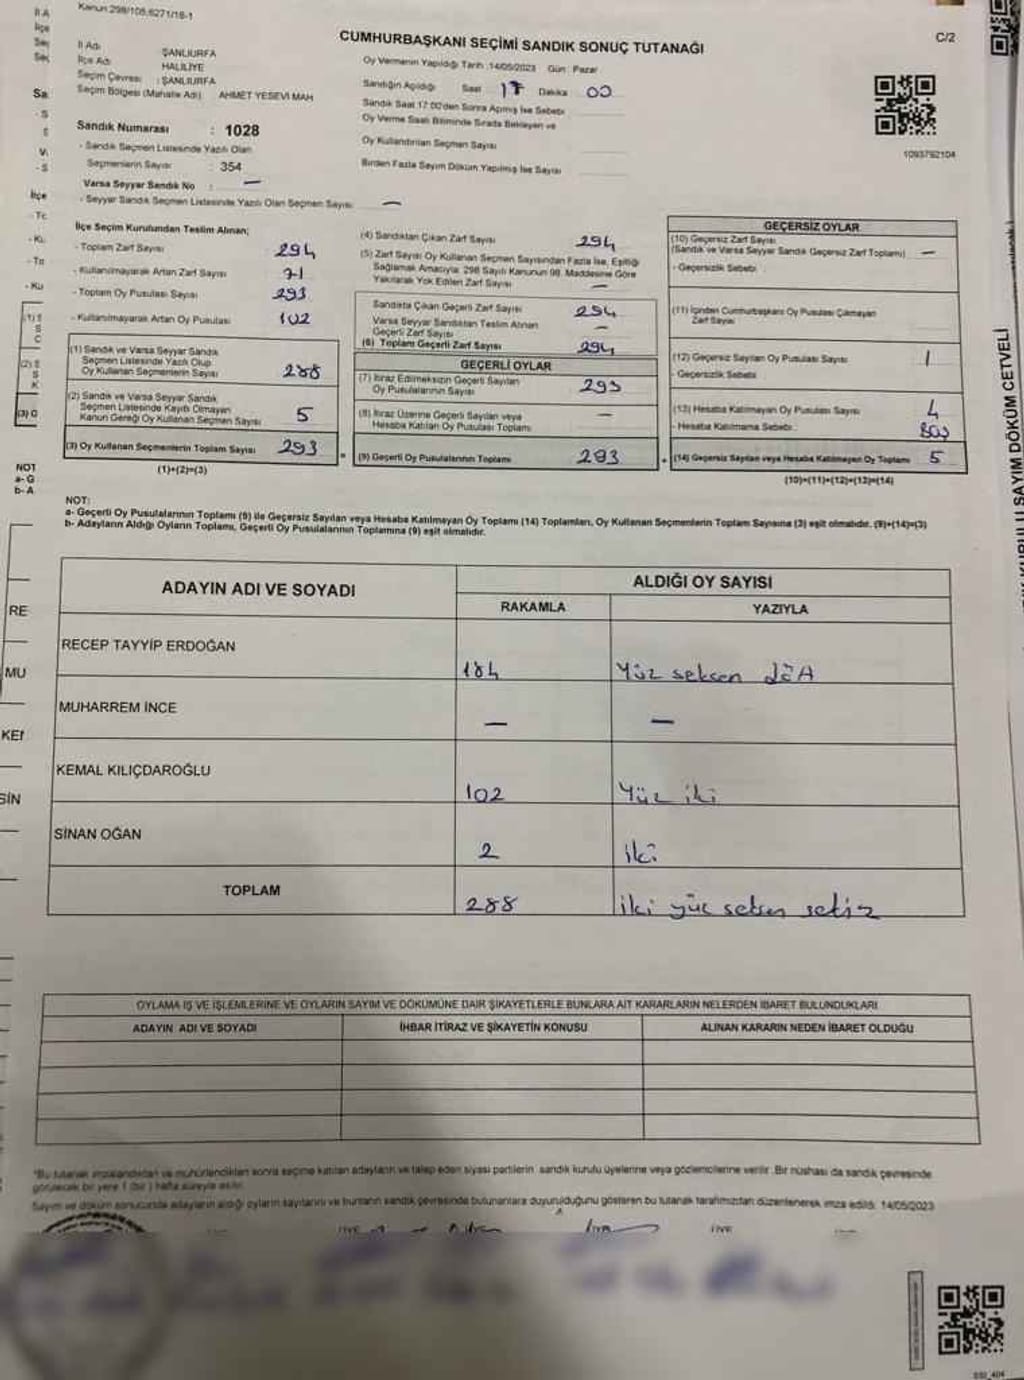 Kanun 298/105,6271/18-1
CUMHURBAŞKANI SEÇİMİ SANDIK SONUÇ TUTANAĞI
C/2
İl Adı : ŞANLIURFA
İlçe Adı : HALİLİYE
Seçim Çevresi : ŞANLIURFA
Seçim Bölgesi (Mahalle Adı) AHMET YESEVİ MAH
Sandık Numarası : 1028
- Sandık Seçmen Listesinde Yazılı Olan
Seçmenlerin Sayısı : 354
Varsa Seyyar Sandık No : —
- Seyyar Sandık Seçmen Listesinde Yazılı Olan Seçmen Sayısı —
Oy Vermenin Yapıldığı Tarih :14/05/2023 Gün : Pazar
Sandığın Açıldığı Saat 17 Dakika 00
Sandık Saat 17:00'den Sonra Açılmış İse Sebebi
Oy Verme Saati Bitiminde Sırada Bekleyen ve
Oy Kullandırılan Seçmen Sayısı
Birden Fazla Sayım Döküm Yapılmış İse Sayısı
1093792104
İlçe Seçim Kurulundan Teslim Alınan;
- Toplam Zarf Sayısı 294
- Kullanılmayarak Artan Zarf Sayısı 71
- Toplam Oy Pusulası Sayısı 293
- Kullanılmayarak Artan Oy Pusulası 102
(1) Sandık ve Varsa Seyyar Sandık
Seçmen Listesinde Yazılı Olup
Oy Kullanan Seçmenlerin Sayısı 288
(2) Sandık ve Varsa Seyyar Sandık
Seçmen Listesinde Kayıtlı Olmayan
Kanun Gereği Oy Kullanan Seçmen Sayısı 5
(3) Oy Kullanan Seçmenlerin Toplam Sayısı 293
(1)+(2)=(3)
(4) Sandıktan Çıkan Zarf Sayısı 294
(5) Zarf Sayısı Oy Kullanan Seçmen Sayısından Fazla İse, Eşitliği
Sağlamak Amacıyla 298 Sayılı Kanunun 98. Maddesine Göre
Yakılarak Yok Edilen Zarf Sayısı —
Sandıkta Çıkan Geçerli Zarf Sayısı 294
Varsa Seyyar Sandıktan Teslim Alınan
Geçerli Zarf Sayısı —
(6) Toplam Geçerli Zarf Sayısı 294
GEÇERLİ OYLAR
(7) İtiraz Edilmeksizin Geçerli Sayılan
Oy Pusulalarının Sayısı 293
(8) İtiraz Üzerine Geçerli Sayılan veya
Hesaba Katılan Oy Pusulası Toplamı —
(9) Geçerli Oy Pusulalarının Toplamı 293
GEÇERSİZ OYLAR
(10) Geçersiz Zarf Sayısı
(Sandık ve Varsa Seyyar Sandık Geçersiz Zarf Toplamı) —
- Geçersizlik Sebebi :
(11) İçinden Cumhurbaşkanı Oy Pusulası Çıkmayan
Zarf Sayısı
(12) Geçersiz Sayılan Oy Pusulası Sayısı 1
- Geçersizlik Sebebi
(13) Hesaba Katılmayan Oy Pusulası Sayısı 4
- Hesaba Katılmama Sebebi : Boş
(14) Geçersiz Sayılan veya Hesaba Katılmayan Oy Toplamı 5
(10)+(11)+(12)+(13)=(14)
NOT:
a- Geçerli Oy Pusulalarının Toplamı (9) ile Geçersiz Sayılan veya Hesaba Katılmayan Oy Toplamı (14) Toplamları, Oy Kullanan Seçmenlerin Toplam Sayısına (3) eşit olmalıdır. (9)+(14)=(3)
b- Adayların Aldığı Oyların Toplamı, Geçerli Oy Pusulalarının Toplamına (9) eşit olmalıdır.
ADAYIN ADI VE SOYADI ALDIĞI OY SAYISI
RAKAMLA YAZIYLA
RECEP TAYYİP ERDOĞAN 184 Yüz seksen dört
MUHARREM İNCE — —
KEMAL KILIÇDAROĞLU 102 Yüz iki
SİNAN OĞAN 2 iki
TOPLAM 288 iki yüz seksen sekiz
OYLAMA İŞ VE İŞLEMLERİNE VE OYLARIN SAYIM VE DÖKÜMÜNE DAİR ŞİKAYETLERLE BUNLARA AİT KARARLARIN NELERDEN İBARET BULUNDUKLARI
ADAYIN ADI VE SOYADI İHBAR İTİRAZ VE ŞİKAYETİN KONUSU ALINAN KARARIN NEDEN İBARET OLDUĞU
*Bu tutanak imzalandıktan ve mühürlendikten sonra seçime katılan adayların ve talep eden siyasi partilerin sandık kurulu üyelerine veya gözlemcilerine verilir. Bir nüshası da sandık çevresinde
görülecek bir yere 1 (bir) hafta süreyle asılır.
Sayım ve döküm sonucunda adayların aldığı oyların sayılarını ve bunların sandık çevresinde bulunanlara duyurulduğunu gösteren bu tutanak tarafımızdan düzenlenerek imza edildi. 14/05/2023
SAYIM DÖKÜM CETVELİ